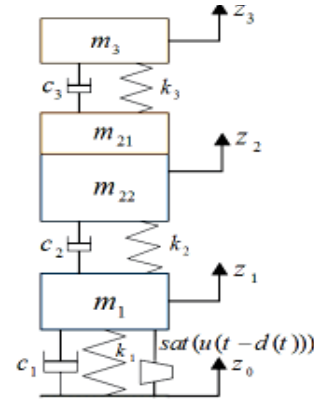 z₃
m₃
c₃ k₃
m₂₁
z₂
m₂₂
c₂ k₂
z₁
m₁
sat(u(t − d(t)))
c₁ k₁ z₀